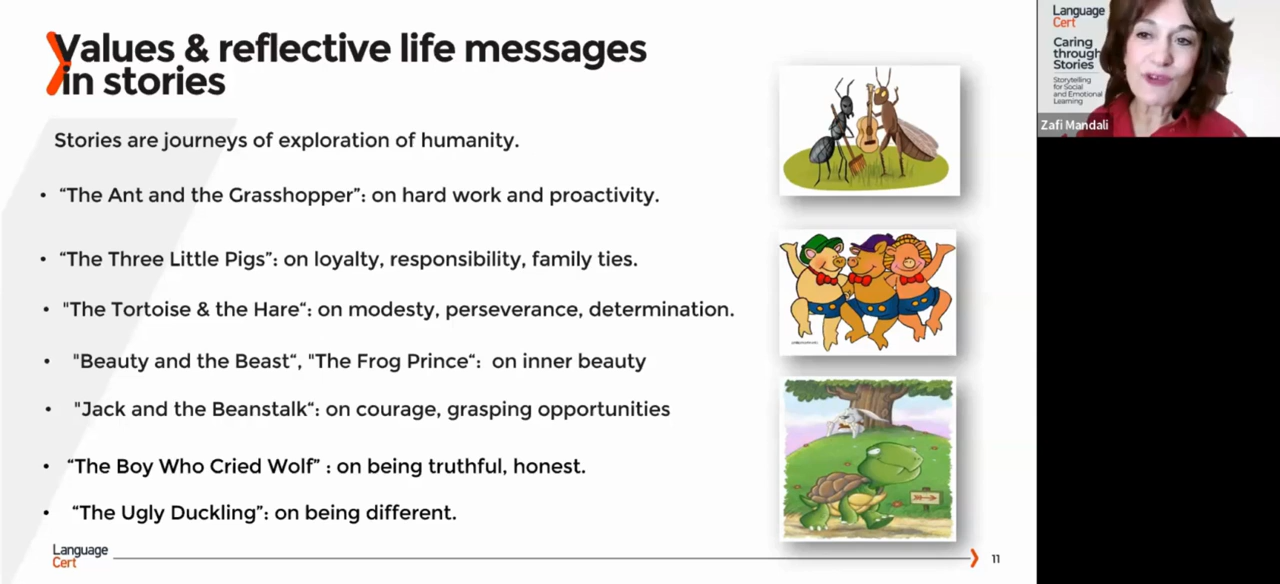 Values & reflective life messages
in stories
Stories are journeys of exploration of humanity.
• “The Ant and the Grasshopper”: on hard work and proactivity.
• “The Three Little Pigs”: on loyalty, responsibility, family ties.
• "The Tortoise & the Hare“: on modesty, perseverance, determination.
• "Beauty and the Beast“, "The Frog Prince“: on inner beauty
• "Jack and the Beanstalk“: on courage, grasping opportunities
• “The Boy Who Cried Wolf” : on being truthful, honest.
• “The Ugly Duckling”: on being different.
Language
Cert
11
Language
Cert
Caring
through
Stories
Storytelling
for Social
and Emotional
Learning
Zafi Mandali